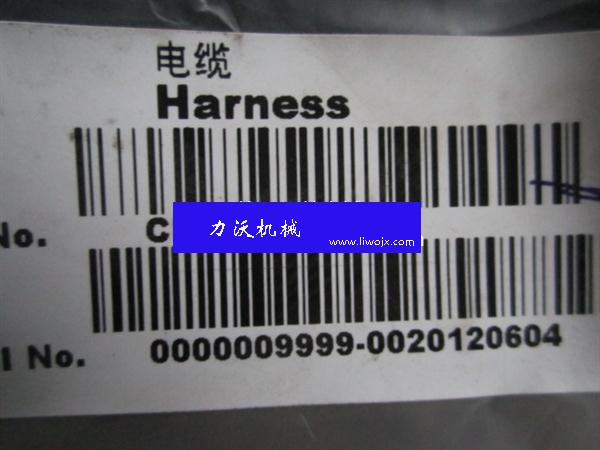 电缆
Harness
No. C
力沃机械
www.liwojx.com
l No. 0000009999-0020120604